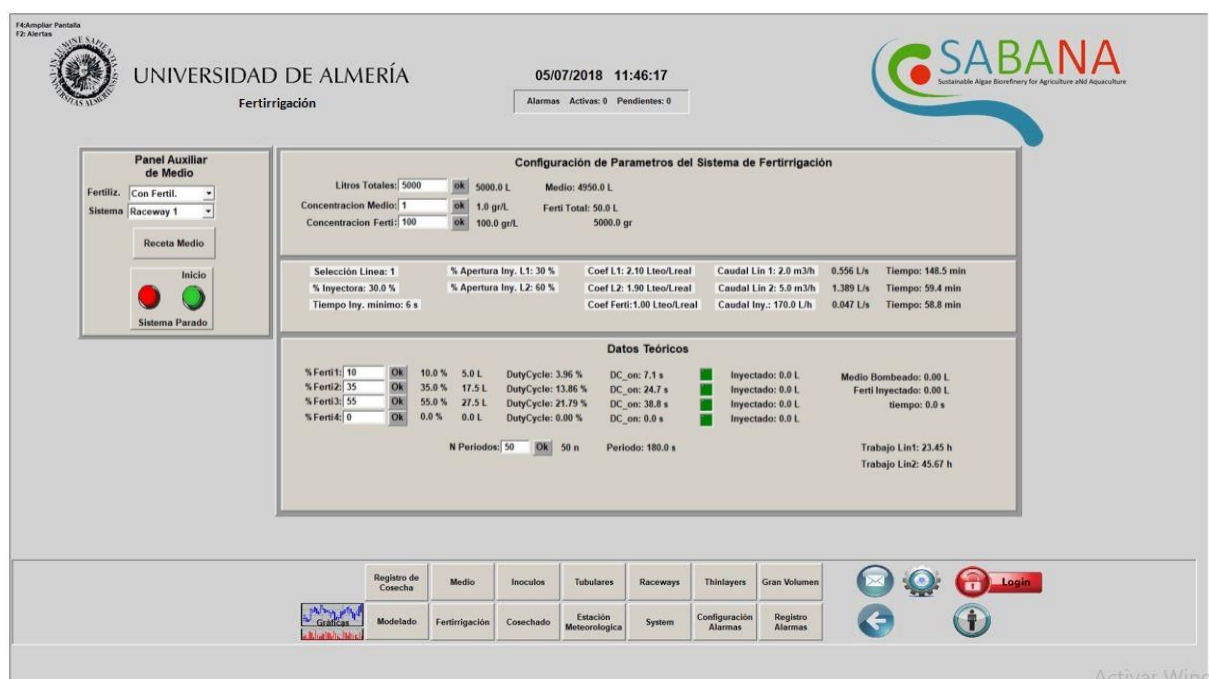 F4:Ampliar Pantalla
F2: Alertas
UNIVERSIDAD DE ALMERÍA
Fertirrigación
05/07/2018 11:46:17
Alarmas Activas: 0 Pendientes: 0
SABANA
Sustainable Algae Biorefinery for Agriculture aNd Aquaculture
Panel Auxiliar
de Medio
Fertiliz. Con Fertil.
Sistema Raceway 1
Receta Medio
Inicio
Sistema Parado
Configuración de Parametros del Sistema de Fertirrigación
Litros Totales: 5000 ok 5000.0 L Medio: 4950.0 L
Concentracion Medio: 1 ok 1.0 gr/L Ferti Total: 50.0 L
Concentracion Ferti: 100 ok 100.0 gr/L 5000.0 gr
Selección Linea: 1 % Apertura Iny. L1: 30 % Coef L1: 2.10 Lteo/Lreal Caudal Lin 1: 2.0 m3/h 0.556 L/s Tiempo: 148.5 min
% Inyectora: 30.0 % % Apertura Iny. L2: 60 % Coef L2: 1.90 Lteo/Lreal Caudal Lin 2: 5.0 m3/h 1.389 L/s Tiempo: 59.4 min
Tiempo Iny. minimo: 6 s Coef Ferti:1.00 Lteo/Lreal Caudal Iny.: 170.0 L/h 0.047 L/s Tiempo: 58.8 min
Datos Teóricos
%Ferti1: 10 Ok 10.0 % 5.0 L DutyCycle: 3.96 % DC_on: 7.1 s Inyectado: 0.0 L Medio Bombeado: 0.00 L
%Ferti2: 35 Ok 35.0 % 17.5 L DutyCycle: 13.86 % DC_on: 24.7 s Inyectado: 0.0 L Ferti Inyectado: 0.00 L
%Ferti3: 55 Ok 55.0 % 27.5 L DutyCycle: 21.79 % DC_on: 38.8 s Inyectado: 0.0 L tiempo: 0.0 s
%Ferti4: 0 Ok 0.0 % 0.0 L DutyCycle: 0.00 % DC_on: 0.0 s Inyectado: 0.0 L
N Periodos: 50 Ok 50 n Periodo: 180.0 s Trabajo Lin1: 23.45 h
Trabajo Lin2: 45.67 h
Registro de
Cosecha
Medio
Inoculos
Tubulares
Raceways
Thinlayers
Gran Volumen
Login
Gráficas
Modelado
Fertirrigación
Cosechado
Estación
Meteorologica
System
Configuración
Alarmas
Registro
Alarmas